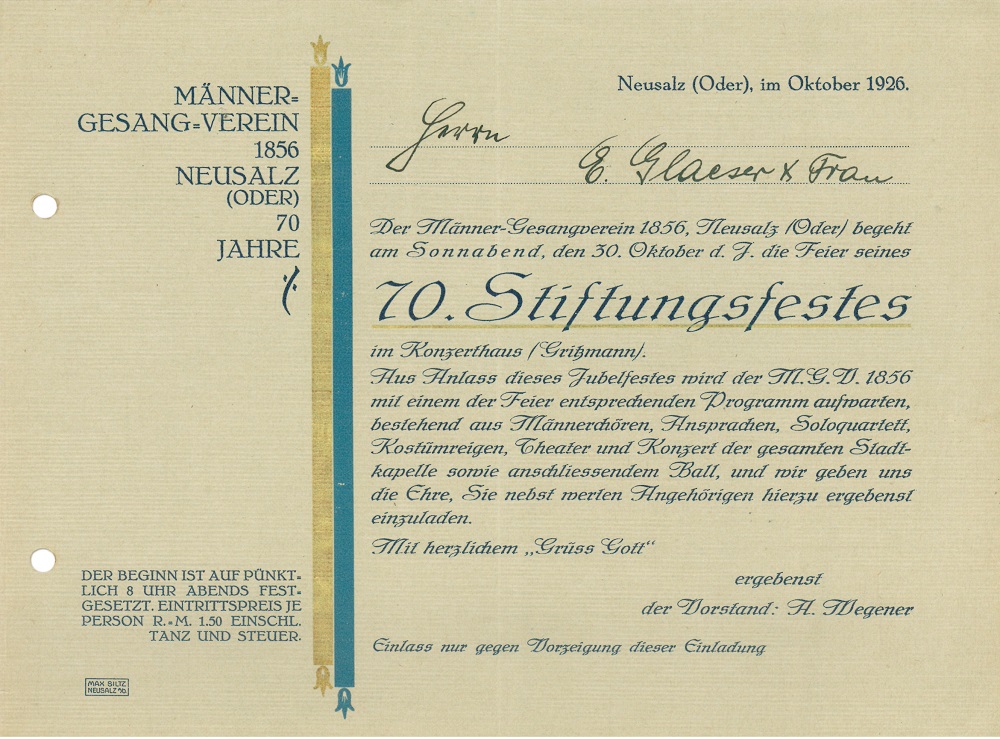 MÄNNER=
GESANG=VEREIN
1856
NEUSALZ
(ODER)
70
JAHRE
Neusalz (Oder), im Oktober 1926.
Herrn
E. Glaeser & Frau
Der Männer-Gesangverein 1856, Neusalz (Oder) begeht
am Sonnabend, den 30. Oktober d. J. die Feier seines
70. Stiftungsfestes
im Konzerthaus (Gritzmann).
Aus Anlass dieses Jubelfestes wird der M.G.V. 1856
mit einem der Feier entsprechenden Programm aufwarten,
bestehend aus Männerchören, Ansprachen, Soloquartett,
Kostümreigen, Theater und Konzert der gesamten Stadt-
kapelle sowie anschliessendem Ball, und wir geben uns
die Ehre, Sie nebst werten Angehörigen hierzu ergebenst
einzuladen.
Mit herzlichem „Grüss Gott“
ergebenst
der Vorstand: A. Wegener
Einlass nur gegen Vorzeigung dieser Einladung
DER BEGINN IST AUF PÜNKT=
LICH 8 UHR ABENDS FEST=
GESETZT. EINTRITTSPREIS JE
PERSON R.=M. 1.50 EINSCHL.
TANZ UND STEUER.
MAX SILTZ
NEUSALZ %